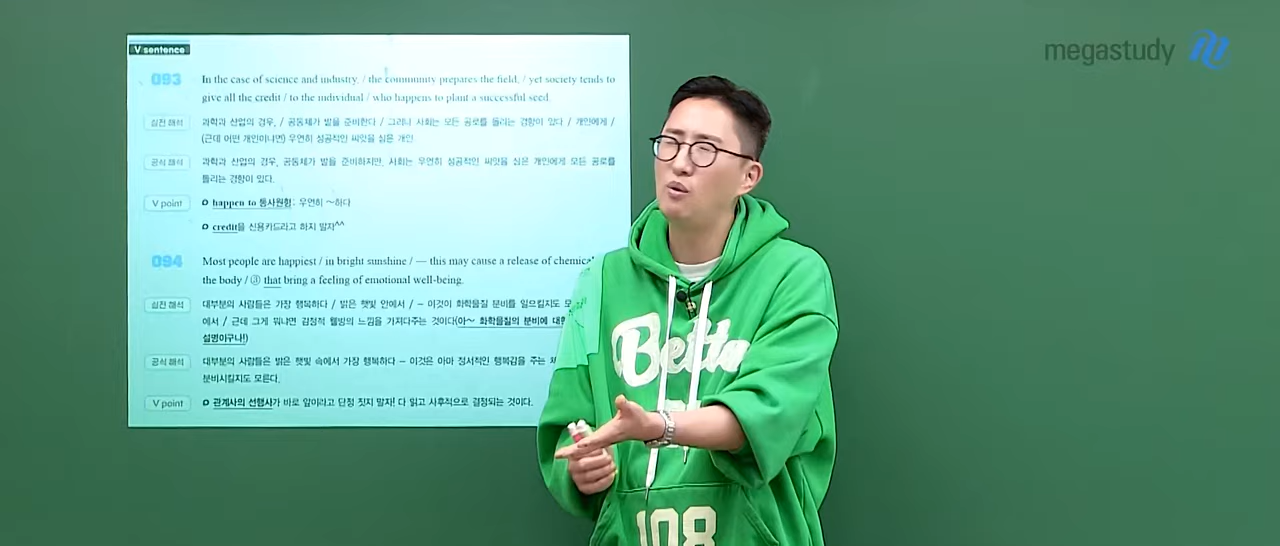 V sentence
093
In the case of science and industry, / the community prepares the field, / yet society tends to
give all the credit / to the individual / who happens to plant a successful seed.
실전 해석
과학과 산업의 경우, / 공동체가 밭을 준비한다 / 그러나 사회는 모든 공로를 돌리는 경향이 있다 / 개인에게 /
(근데 어떤 개인이냐면) 우연히 성공적인 씨앗을 심은 개인
공식 해석
과학과 산업의 경우, 공동체가 밭을 준비하지만, 사회는 우연히 성공적인 씨앗을 심은 개인에게 모든 공로를
돌리는 경향이 있다.
V point
happen to 동사원형: 우연히 ~하다
credit을 신용카드라고 하지 말자^^
094
Most people are happiest / in bright sunshine / — this may cause a release of chemical
the body / ③ that bring a feeling of emotional well-being.
실전 해석
대부분의 사람들은 가장 행복하다 / 밝은 햇빛 안에서 / – 이것이 화학물질 분비를 일으킬지도
에서 / 근데 그게 뭐냐면 감정적 웰빙의 느낌을 가져다주는 것이다(아~ 화학물질의 분비에 대한
설명이구나!)
공식 해석
대부분의 사람들은 밝은 햇빛 속에서 가장 행복하다 – 이것은 아마 정서적인 행복감을 주는
분비시킬지도 모른다.
V point
관계사의 선행사가 바로 앞이라고 단정 짓지 말자! 다 읽고 사후적으로 결정되는 것이다.
megastudy
108